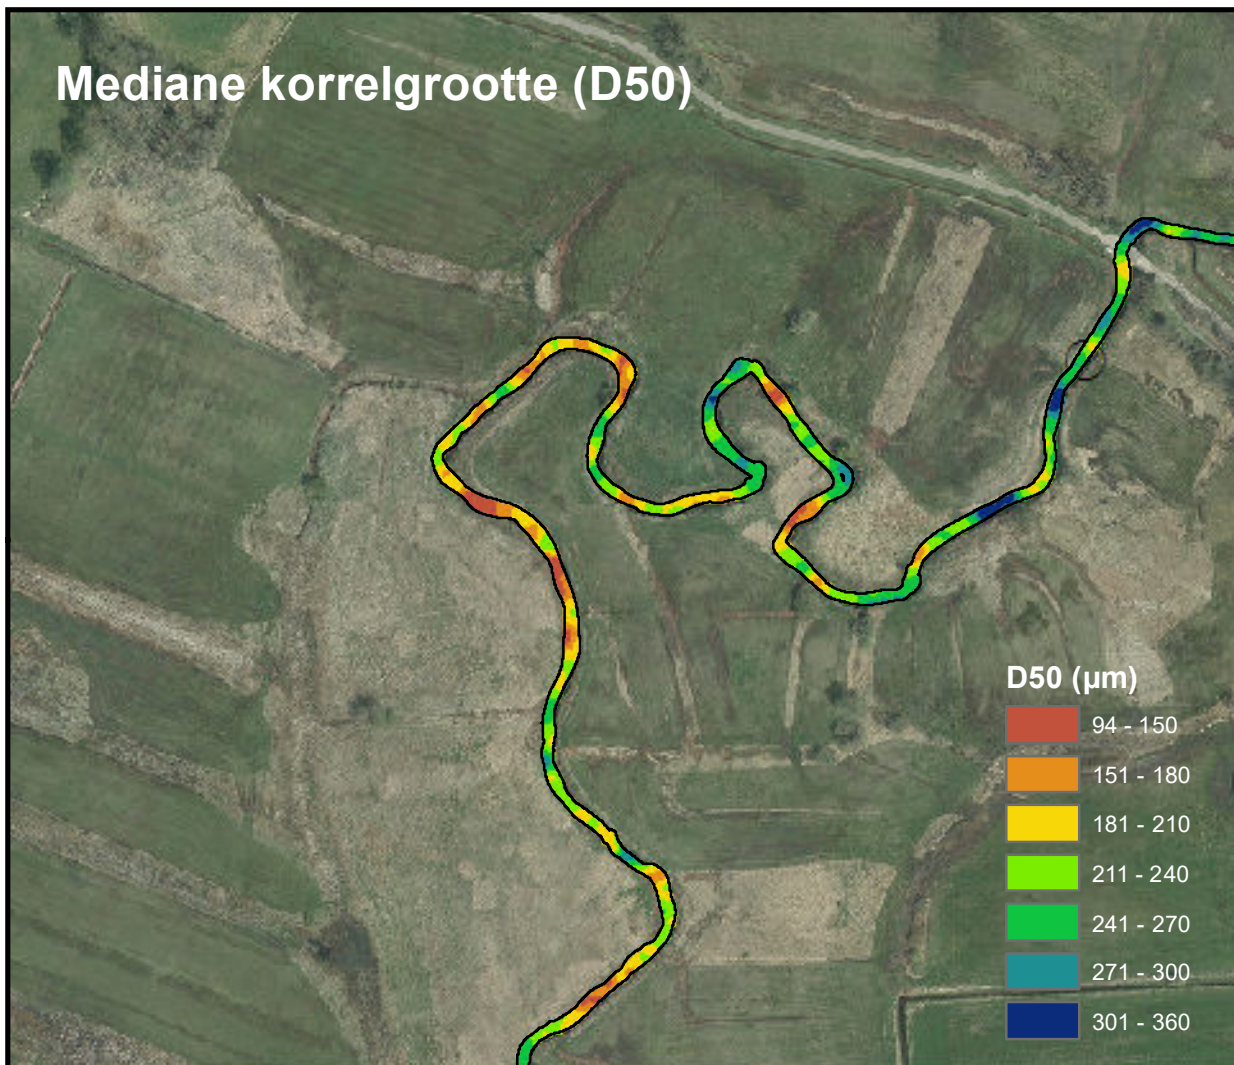 Mediane korrelgrootte (D50)
D50 (µm)
94 - 150
151 - 180
181 - 210
211 - 240
241 - 270
271 - 300
301 - 360